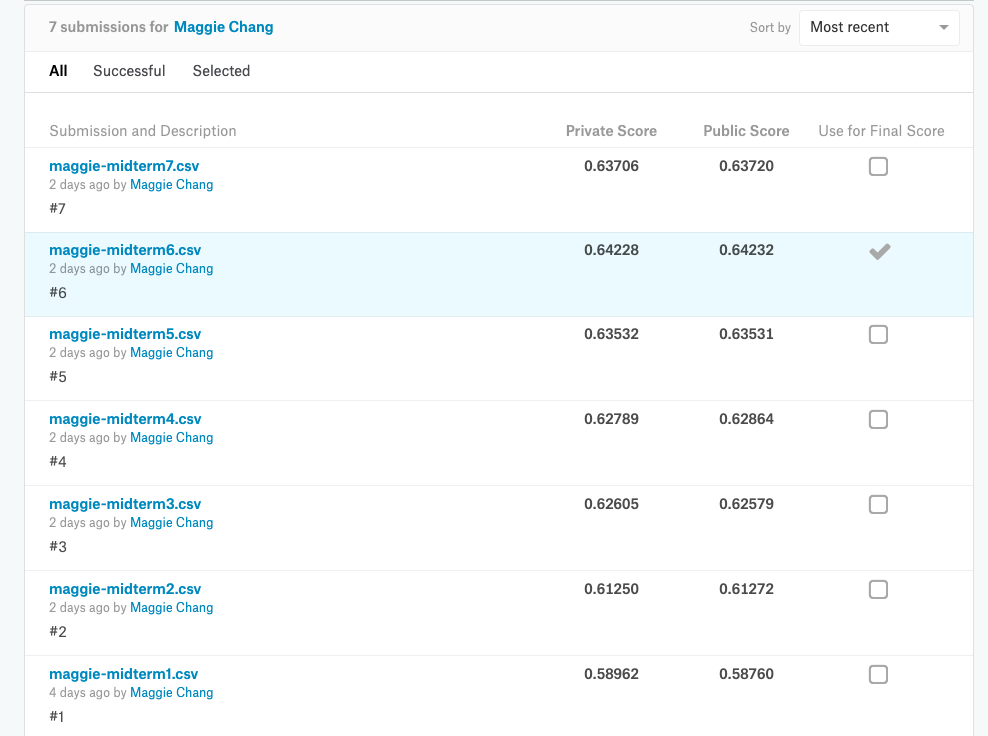 7 submissions for Maggie Chang
Sort by Most recent
All Successful Selected
Submission and Description Private Score Public Score Use for Final Score
maggie-midterm7.csv 0.63706 0.63720
2 days ago by Maggie Chang
#7
maggie-midterm6.csv 0.64228 0.64232
2 days ago by Maggie Chang
#6
maggie-midterm5.csv 0.63532 0.63531
2 days ago by Maggie Chang
#5
maggie-midterm4.csv 0.62789 0.62864
2 days ago by Maggie Chang
#4
maggie-midterm3.csv 0.62605 0.62579
2 days ago by Maggie Chang
#3
maggie-midterm2.csv 0.61250 0.61272
2 days ago by Maggie Chang
#2
maggie-midterm1.csv 0.58962 0.58760
4 days ago by Maggie Chang
#1